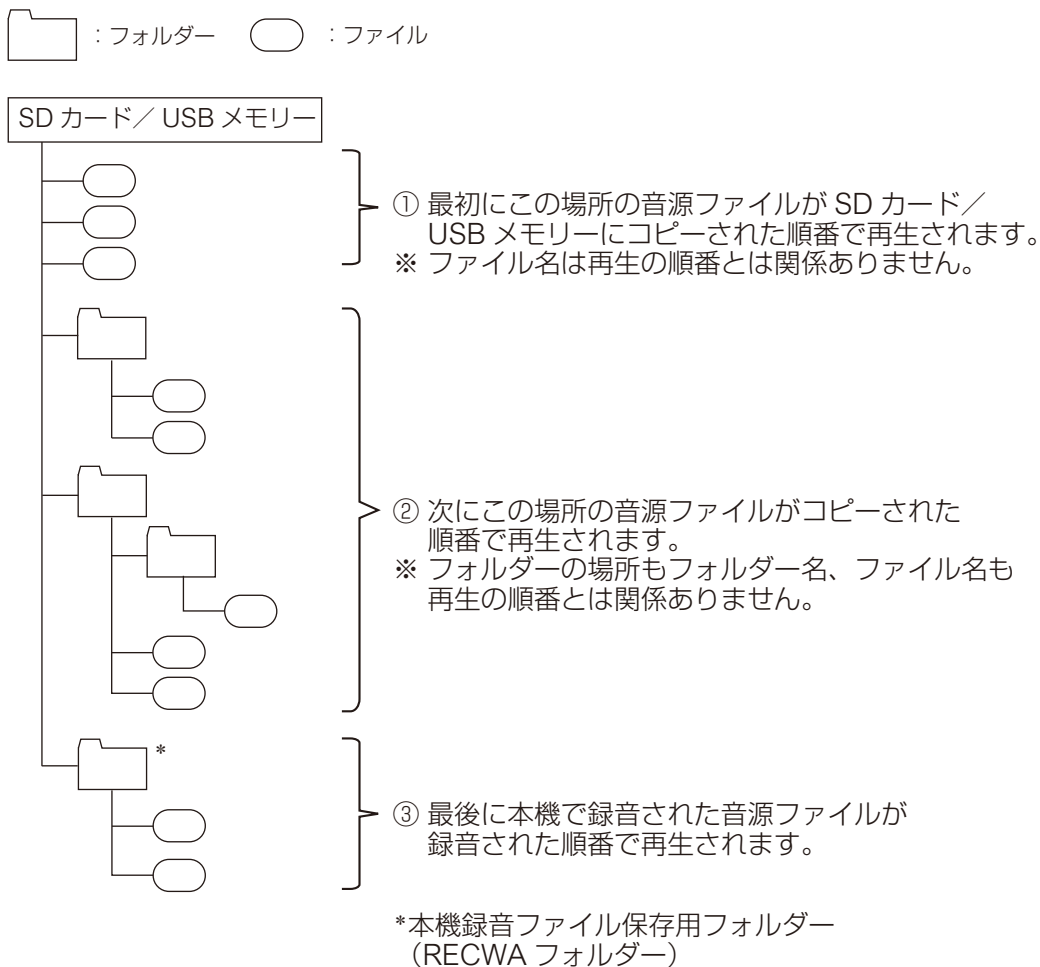 ：フォルダー　：ファイル
SD カード／ USB メモリー
① 最初にこの場所の音源ファイルが SD カード／
USB メモリーにコピーされた順番で再生されます。
※ ファイル名は再生の順番とは関係ありません。
② 次にこの場所の音源ファイルがコピーされた
順番で再生されます。
※ フォルダーの場所もフォルダー名、ファイル名も
再生の順番とは関係ありません。
*
③ 最後に本機で録音された音源ファイルが
録音された順番で再生されます。
*本機録音ファイル保存用フォルダー
（RECWA フォルダー）